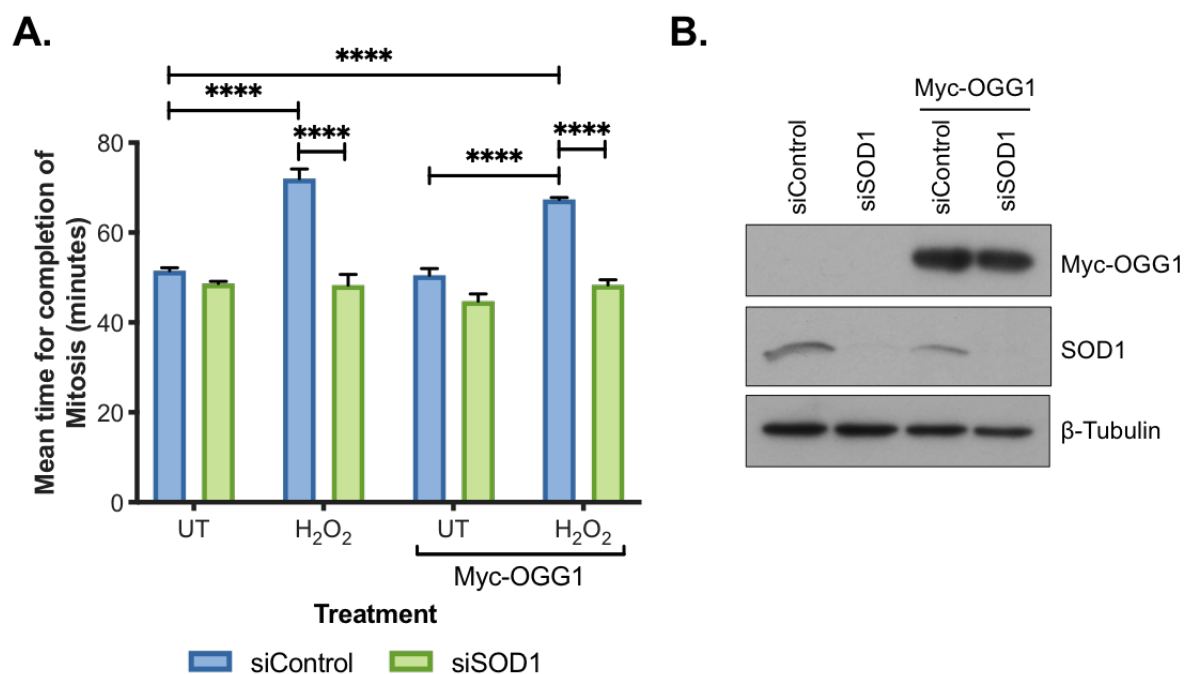 A.
****
****
****
****
****
Mean time for completion of
Mitosis (minutes)
80
60
40
20
0
UT
H₂O₂
UT
H₂O₂
Myc-OGG1
Treatment
siControl
siSOD1
B.
Myc-OGG1
siControl
siSOD1
siControl
siSOD1
Myc-OGG1
SOD1
β-Tubulin